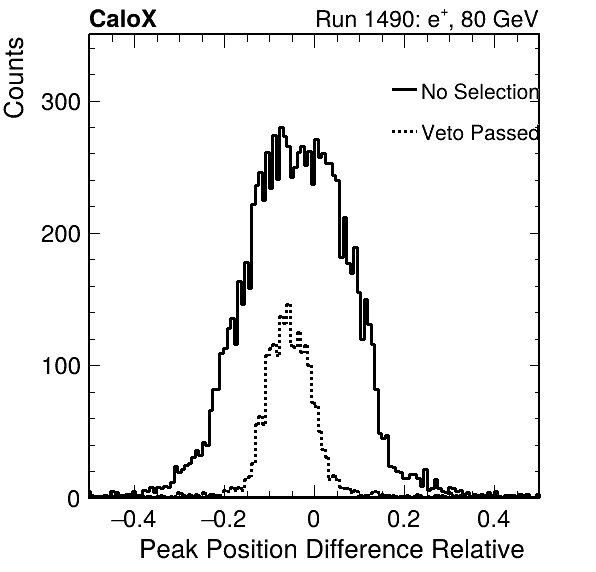 CaloX Run 1490: e+, 80 GeV
Counts
No Selection
Veto Passed
300
200
100
0
−0.4 −0.2 0 0.2 0.4
Peak Position Difference Relative